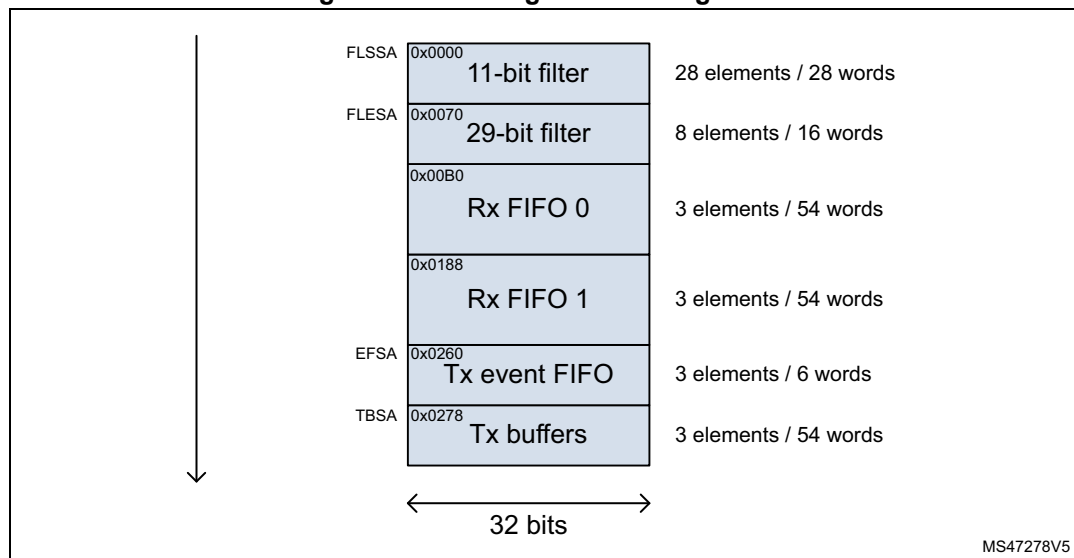 FLSSA 0x0000 11-bit filter 28 elements / 28 words
FLESA 0x0070 29-bit filter 8 elements / 16 words
0x00B0
Rx FIFO 0 3 elements / 54 words
0x0188
Rx FIFO 1 3 elements / 54 words
EFSA 0x0260 Tx event FIFO 3 elements / 6 words
TBSA 0x0278 Tx buffers 3 elements / 54 words
32 bits
MS47278V5